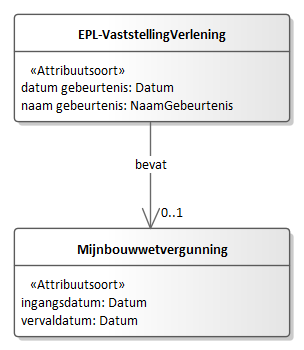 EPL-VaststellingVerlening
«Attribuutsoort»
datum gebeurtenis: Datum
naam gebeurtenis: NaamGebeurtenis
bevat
0..1
Mijnbouwwetvergunning
«Attribuutsoort»
ingangsdatum: Datum
vervaldatum: Datum